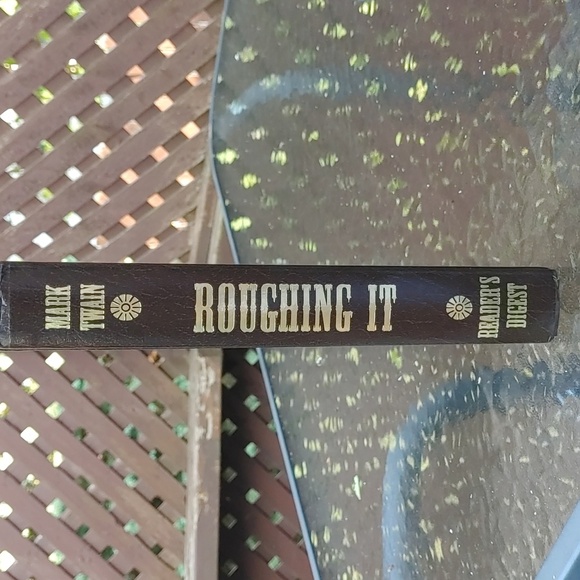 MARK
TWAIN
ROUGHING IT
READER'S
DIGEST